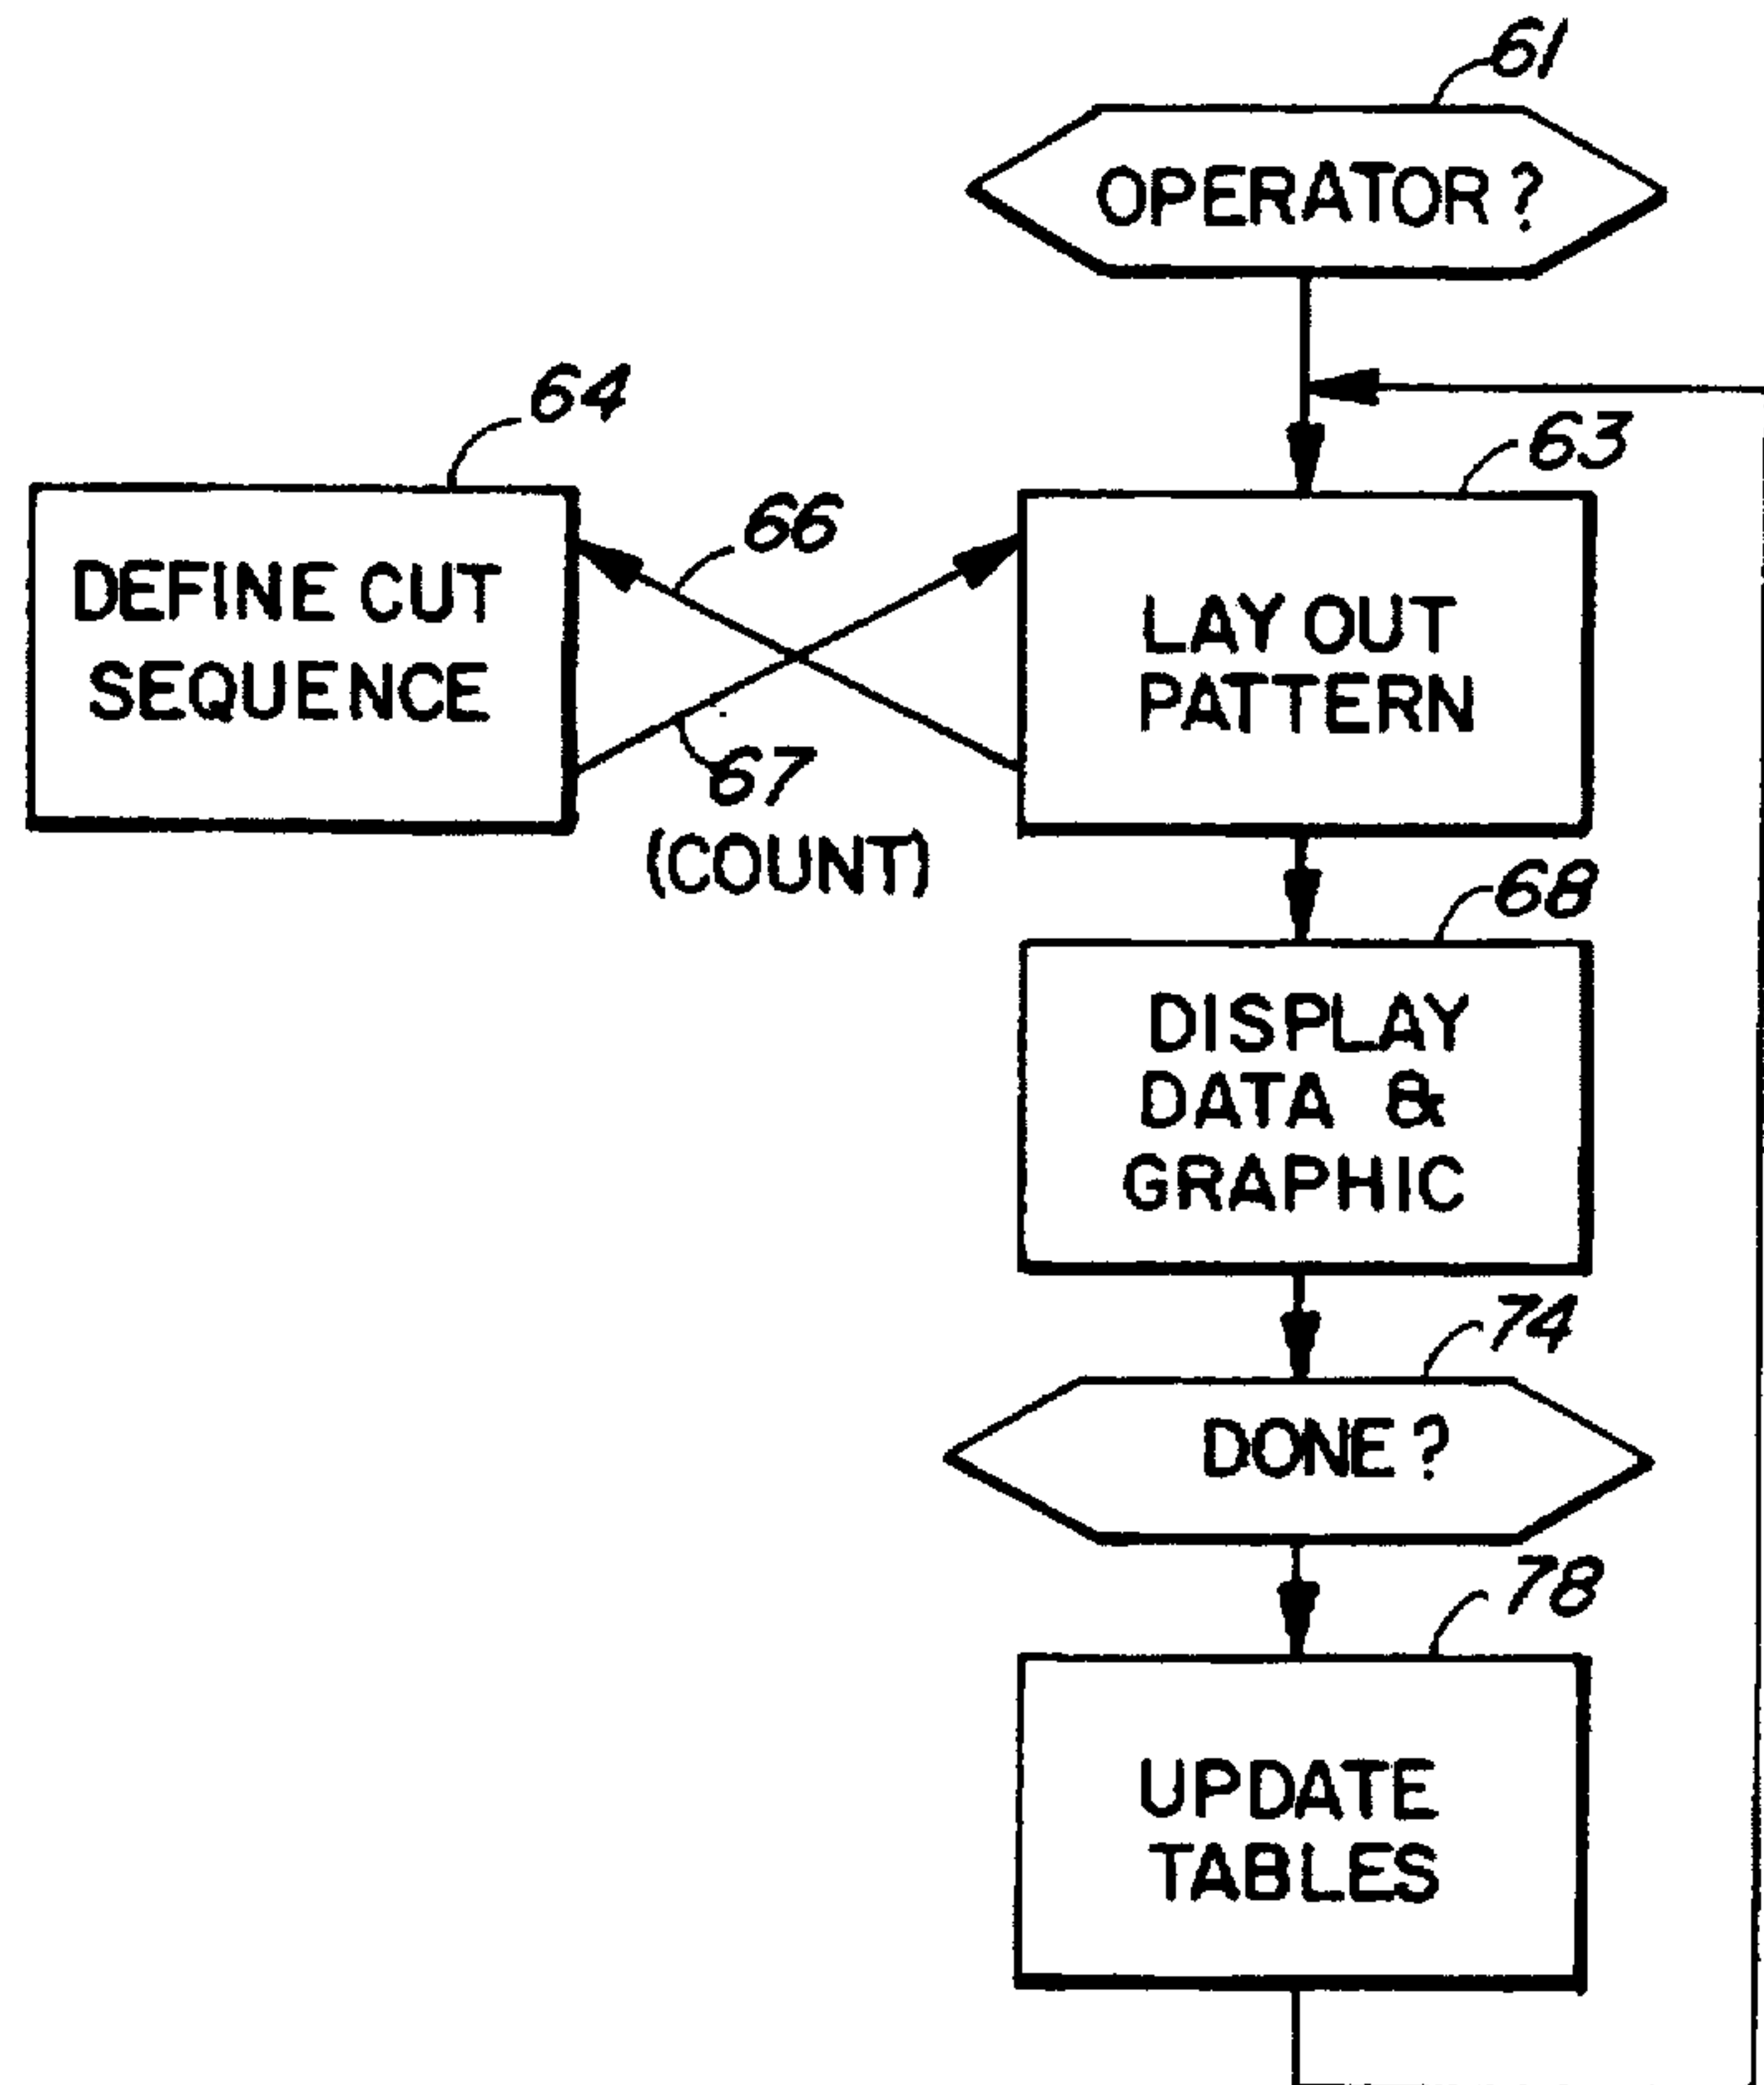 61
OPERATOR ?
64
63
66
DEFINE CUT
SEQUENCE
LAY OUT
PATTERN
67
(COUNT)
68
DISPLAY
DATA &
GRAPHIC
74
DONE ?
78
UPDATE
TABLES